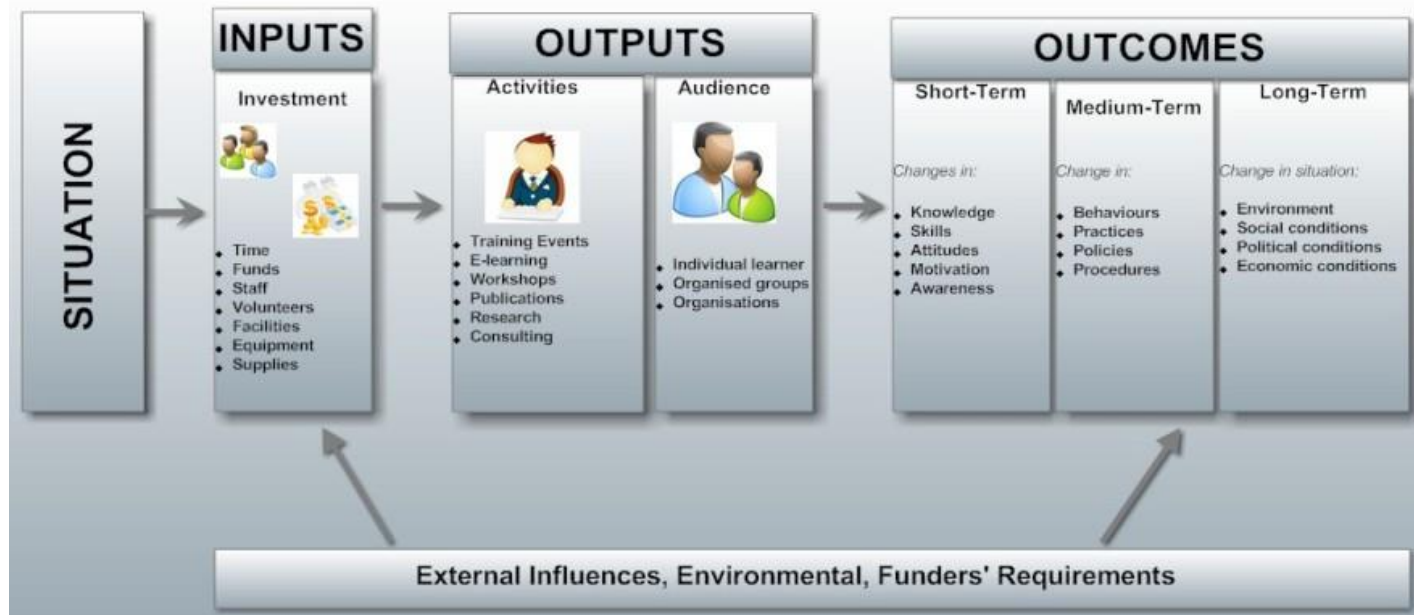 SITUATION
INPUTS
Investment
Time
Funds
Staff
Volunteers
Facilities
Equipment
Supplies
OUTPUTS
Activities
Training Events
E-learning
Workshops
Publications
Research
Consulting
Audience
Individual learner
Organised groups
Organisations
OUTCOMES
Short-Term
Changes in:
Knowledge
Skills
Attitudes
Motivation
Awareness
Medium-Term
Change in:
Behaviours
Practices
Policies
Procedures
Long-Term
Change in situation:
Environment
Social conditions
Political conditions
Economic conditions
External Influences, Environmental, Funders' Requirements